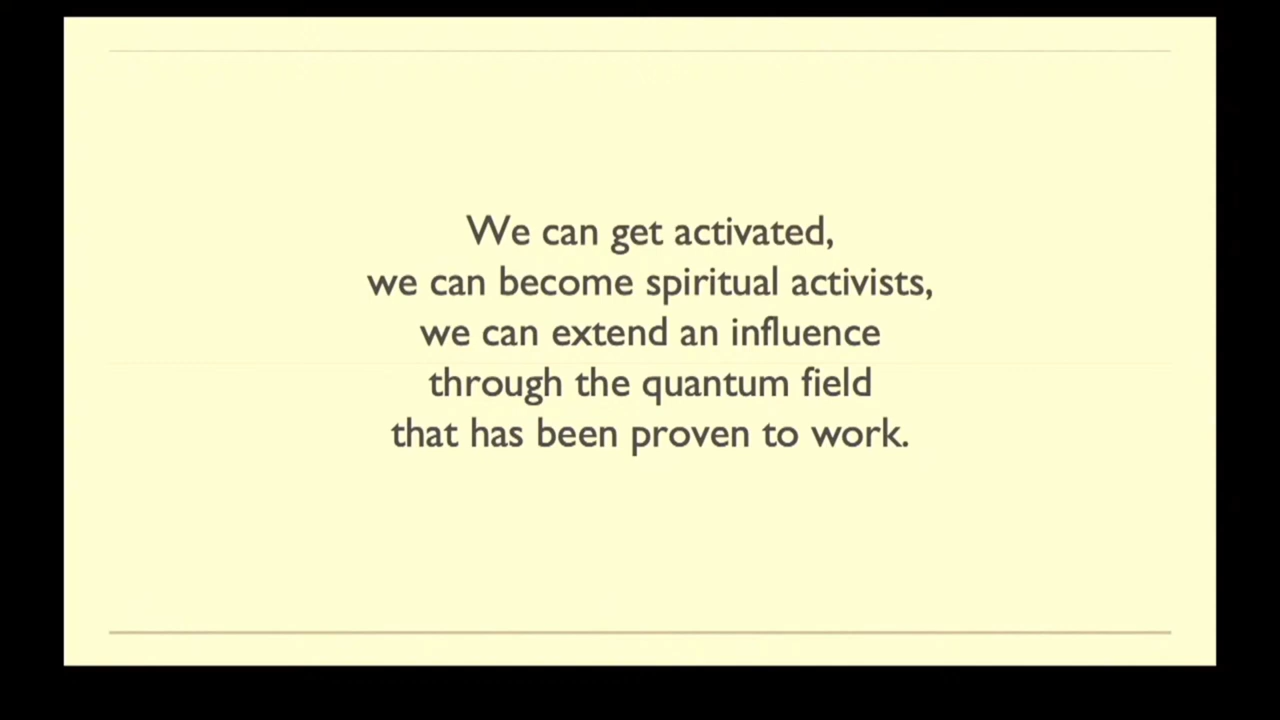 We can get activated,
we can become spiritual activists,
we can extend an influence
through the quantum field
that has been proven to work.